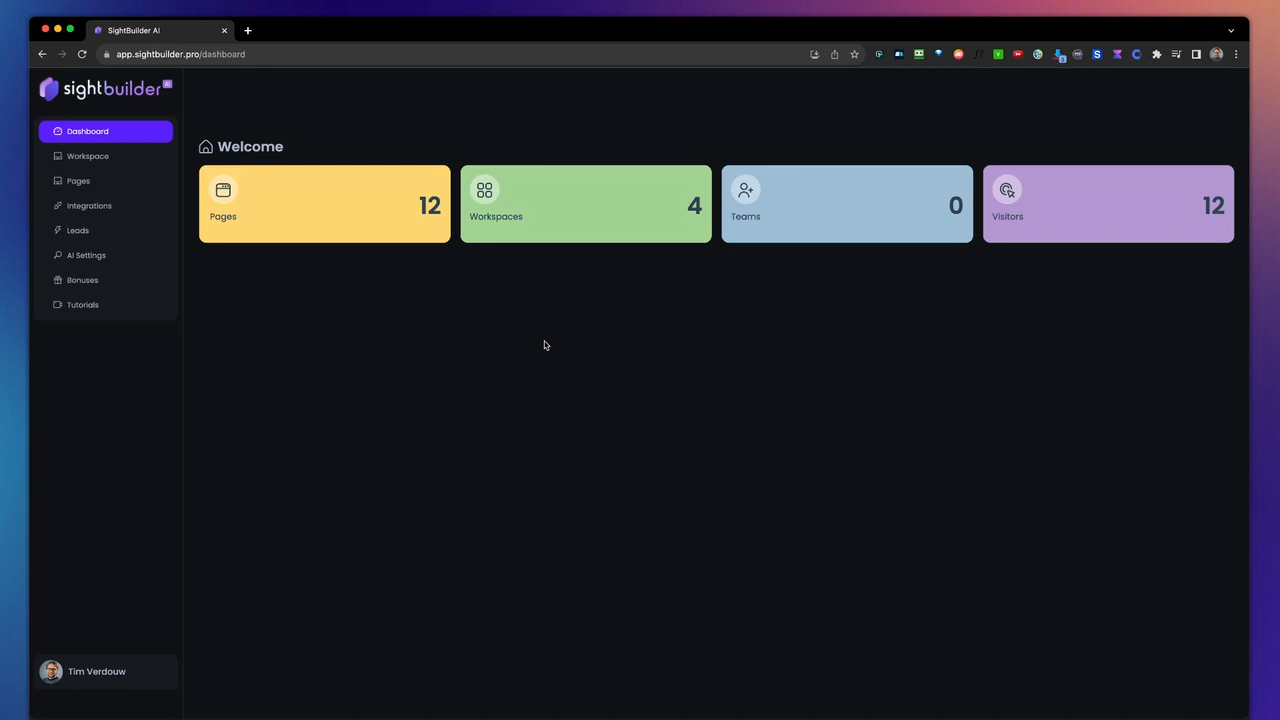 SightBuilder AI
app.sightbuilder.pro/dashboard
sightbuilder AI
Dashboard
Workspace
Pages
Integrations
Leads
AI Settings
Bonuses
Tutorials
Welcome
Pages
12
Workspaces
4
Teams
0
Visitors
12
Tim Verdouw